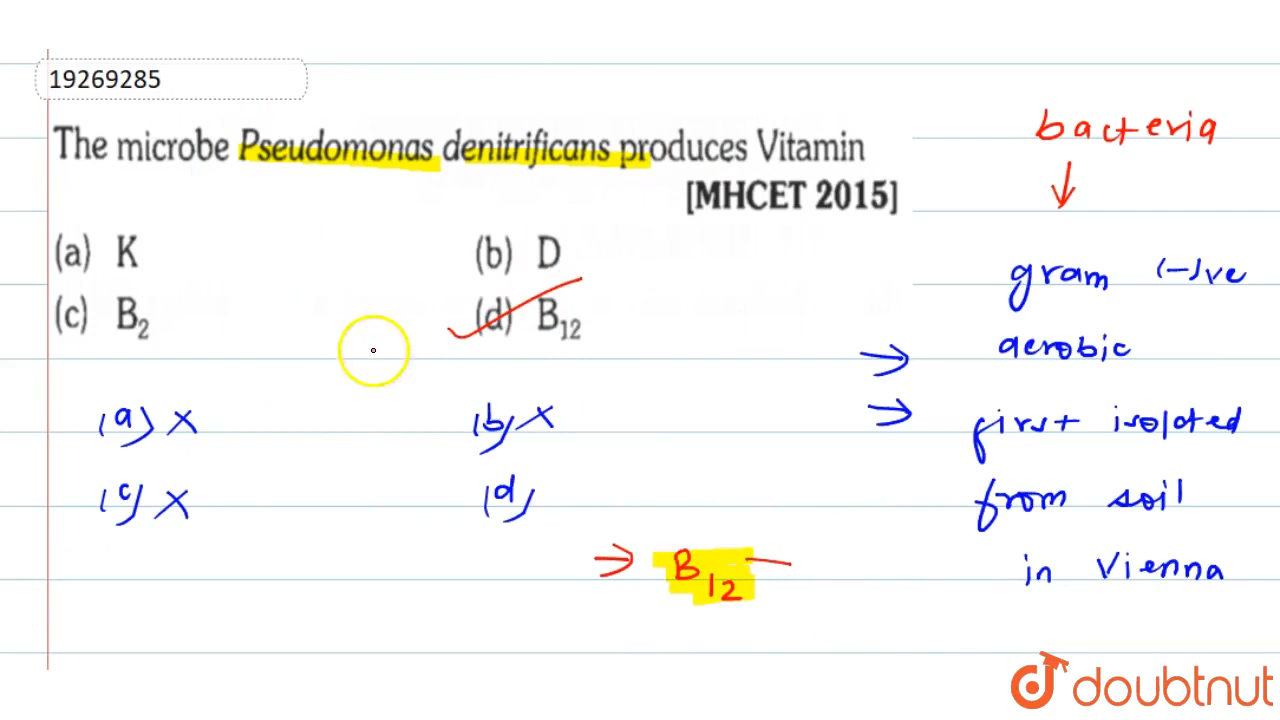 19269285
The microbe Pseudomonas denitrificans produces Vitamin
[MHCET 2015]
(a) K (b) D
(c) B2 (d) B12
(a) X (b) X
(c) X (d)
→ B12
bacteria
↓
gram (-)ve
→ aerobic
→ first isolated
from soil
in Vienna
doubtnut